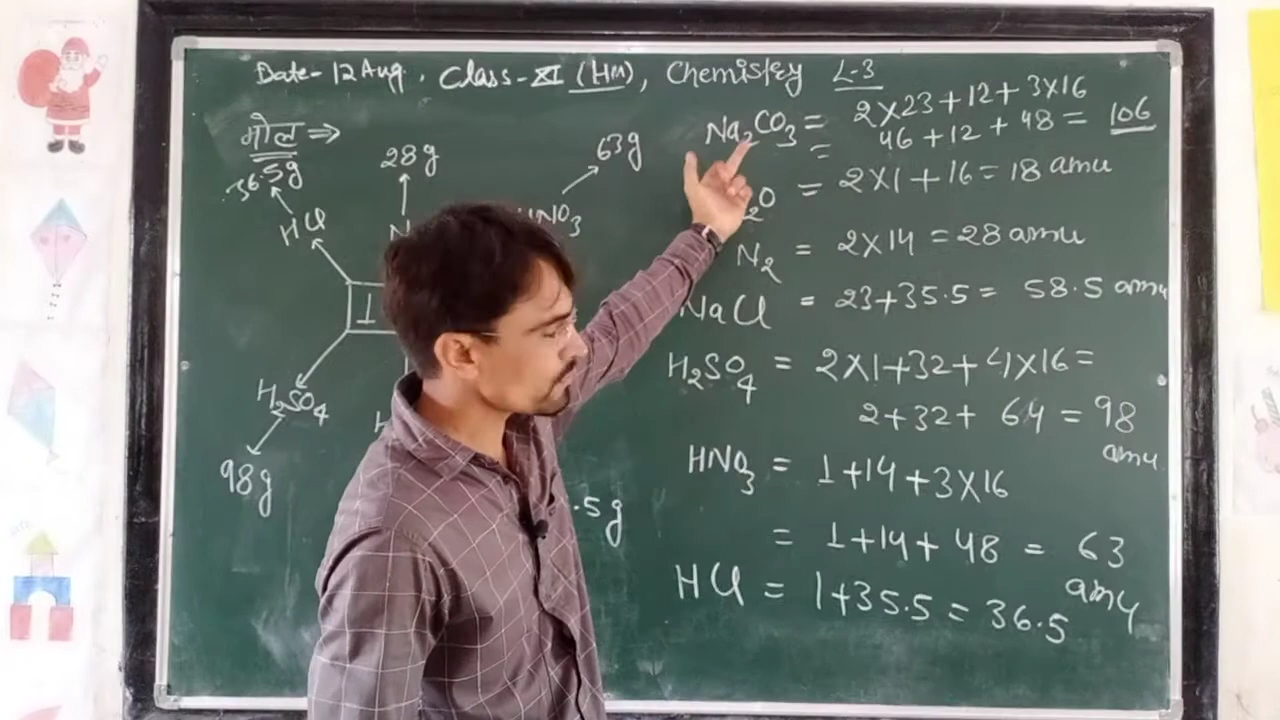 Date- 12 Aug. Class-XI (HM), Chemistry L-3
मोल ⇒
36.5g
28g
63g
HCl
N
HNO3
1
H2SO4
98g
H
.5g
Na2CO3 = 2×23+12+3×16
= 46+12+48 = 106
2O = 2×1+16=18 amu
N2 = 2×14 = 28 amu
NaCl = 23+35.5 = 58.5 amu
H2SO4 = 2×1+32+4×16=
2+32+ 64 = 98
amu
HNO3 = 1+14+3×16
= 1+14+48 = 63
amu
HCl = 1+35.5 = 36.5